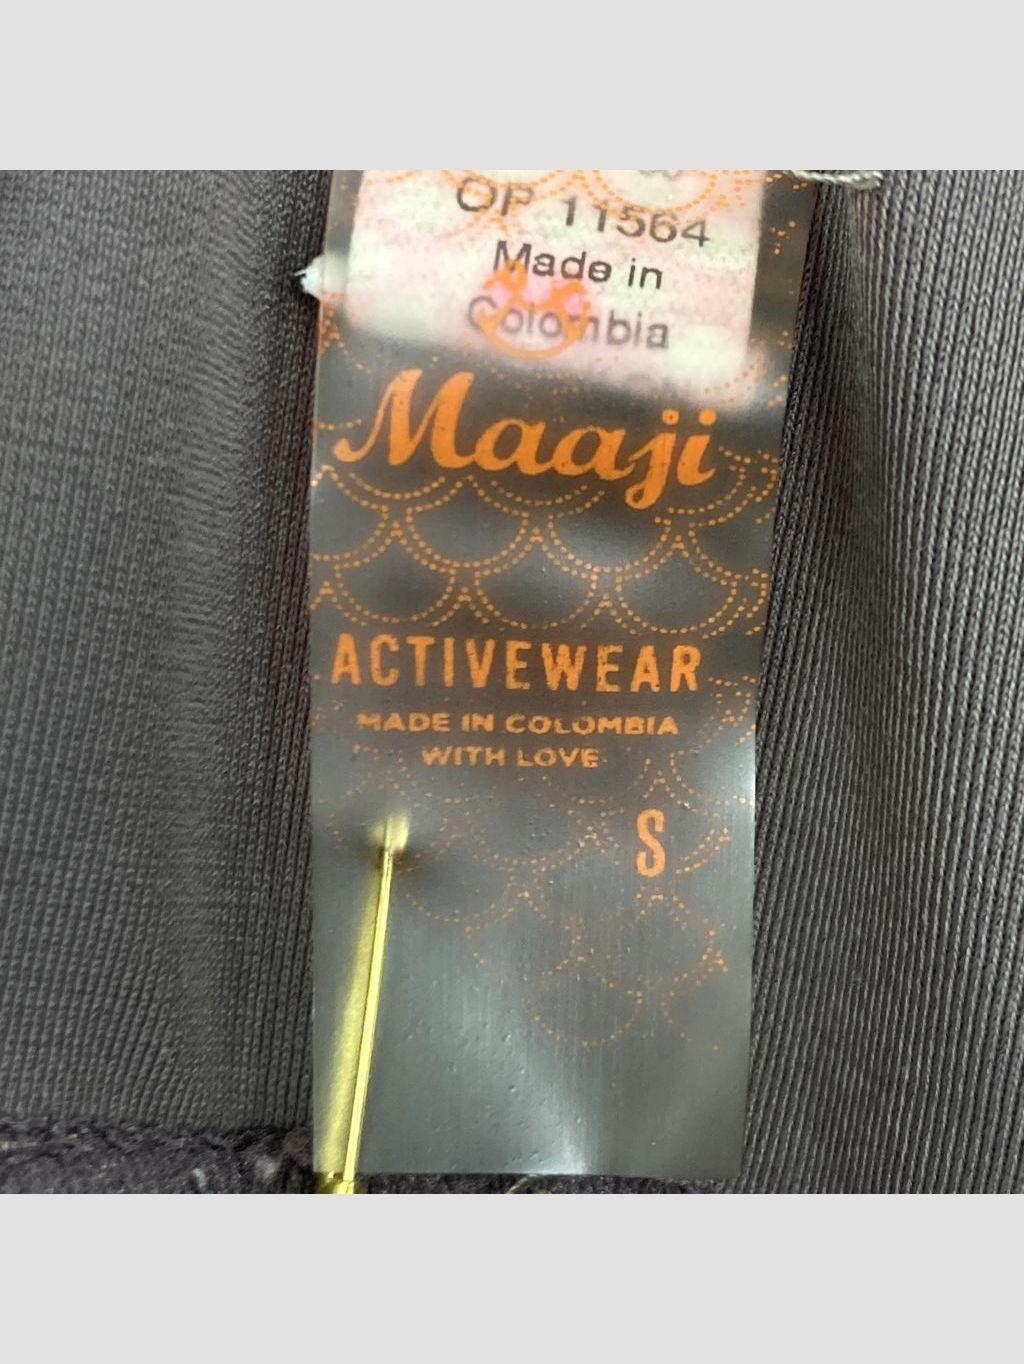 OP 11564
Made in
Colombia
Maaji
ACTIVEWEAR
MADE IN COLOMBIA
WITH LOVE
S